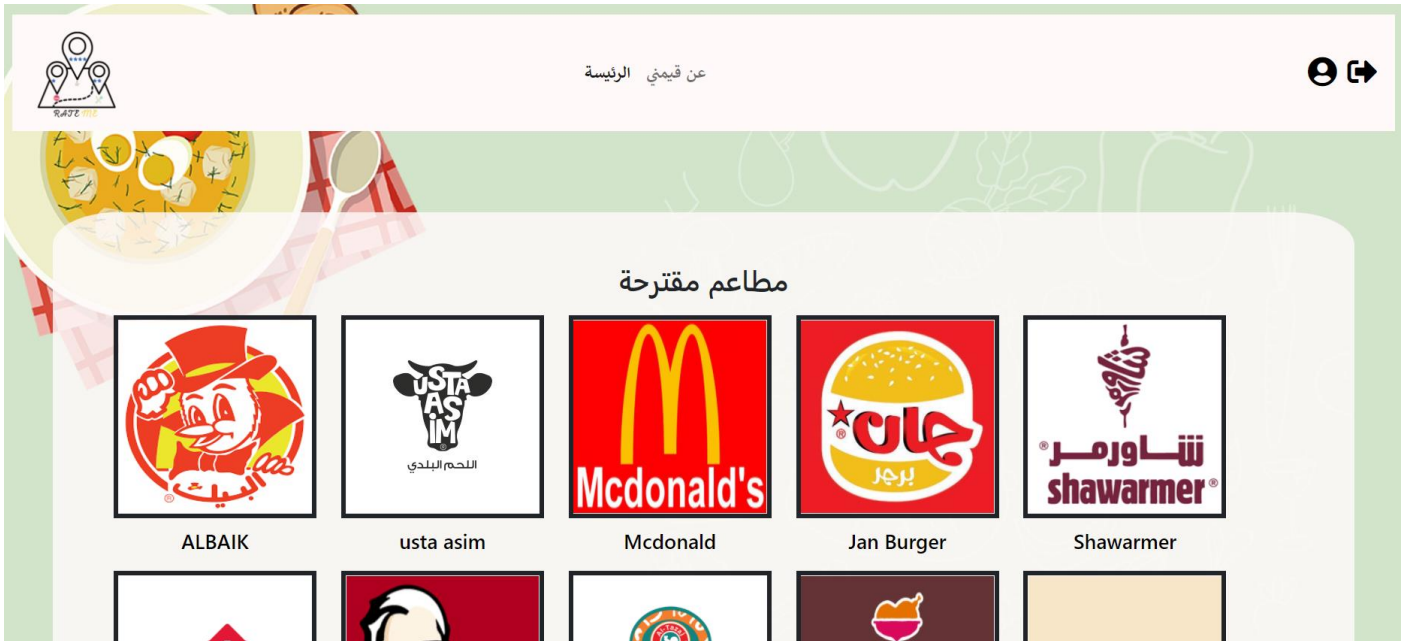 RATE ME
الرئيسة عن قيمني
مطاعم مقترحة
البيك
USTA
AS
İM
اللحم البلدي
Mcdonald's
جان
برجر
شاورمر
shawarmer
ALBAIK
usta asim
Mcdonald
Jan Burger
Shawarmer